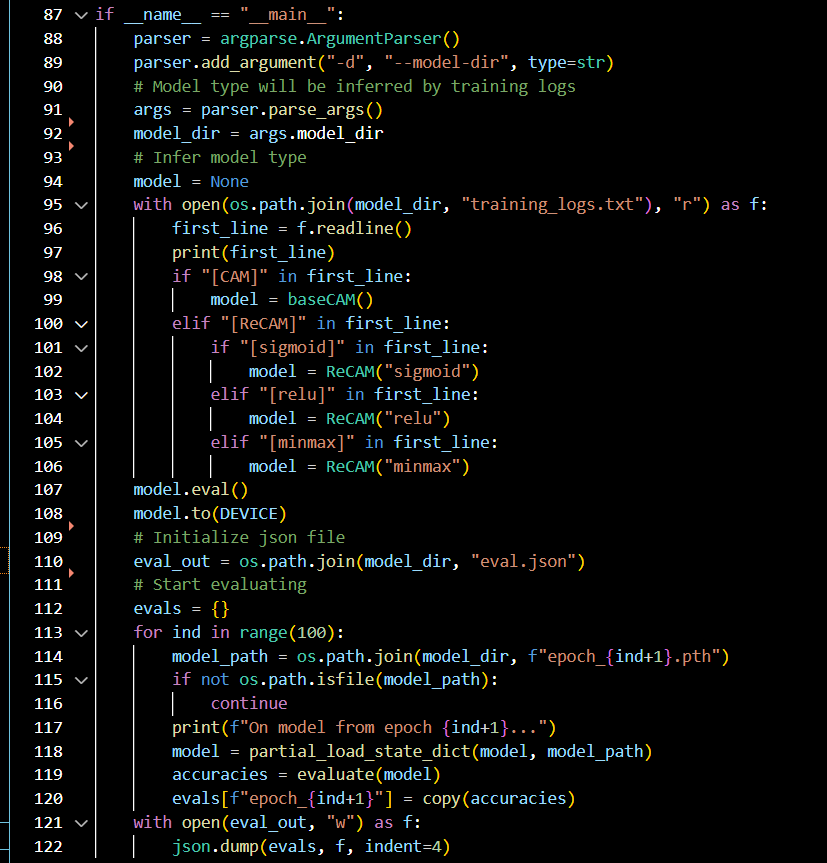 87 if __name__ == "__main__":
88     parser = argparse.ArgumentParser()
89     parser.add_argument("-d", "--model-dir", type=str)
90     # Model type will be inferred by training logs
91     args = parser.parse_args()
92     model_dir = args.model_dir
93     # Infer model type
94     model = None
95     with open(os.path.join(model_dir, "training_logs.txt"), "r") as f:
96         first_line = f.readline()
97         print(first_line)
98         if "[CAM]" in first_line:
99             model = baseCAM()
100         elif "[ReCAM]" in first_line:
101             if "[sigmoid]" in first_line:
102                 model = ReCAM("sigmoid")
103             elif "[relu]" in first_line:
104                 model = ReCAM("relu")
105             elif "[minmax]" in first_line:
106                 model = ReCAM("minmax")
107     model.eval()
108     model.to(DEVICE)
109     # Initialize json file
110     eval_out = os.path.join(model_dir, "eval.json")
111     # Start evaluating
112     evals = {}
113     for ind in range(100):
114         model_path = os.path.join(model_dir, f"epoch_{ind+1}.pth")
115         if not os.path.isfile(model_path):
116             continue
117         print(f"On model from epoch {ind+1}...")
118         model = partial_load_state_dict(model, model_path)
119         accuracies = evaluate(model)
120         evals[f"epoch_{ind+1}"] = copy(accuracies)
121     with open(eval_out, "w") as f:
122         json.dump(evals, f, indent=4)